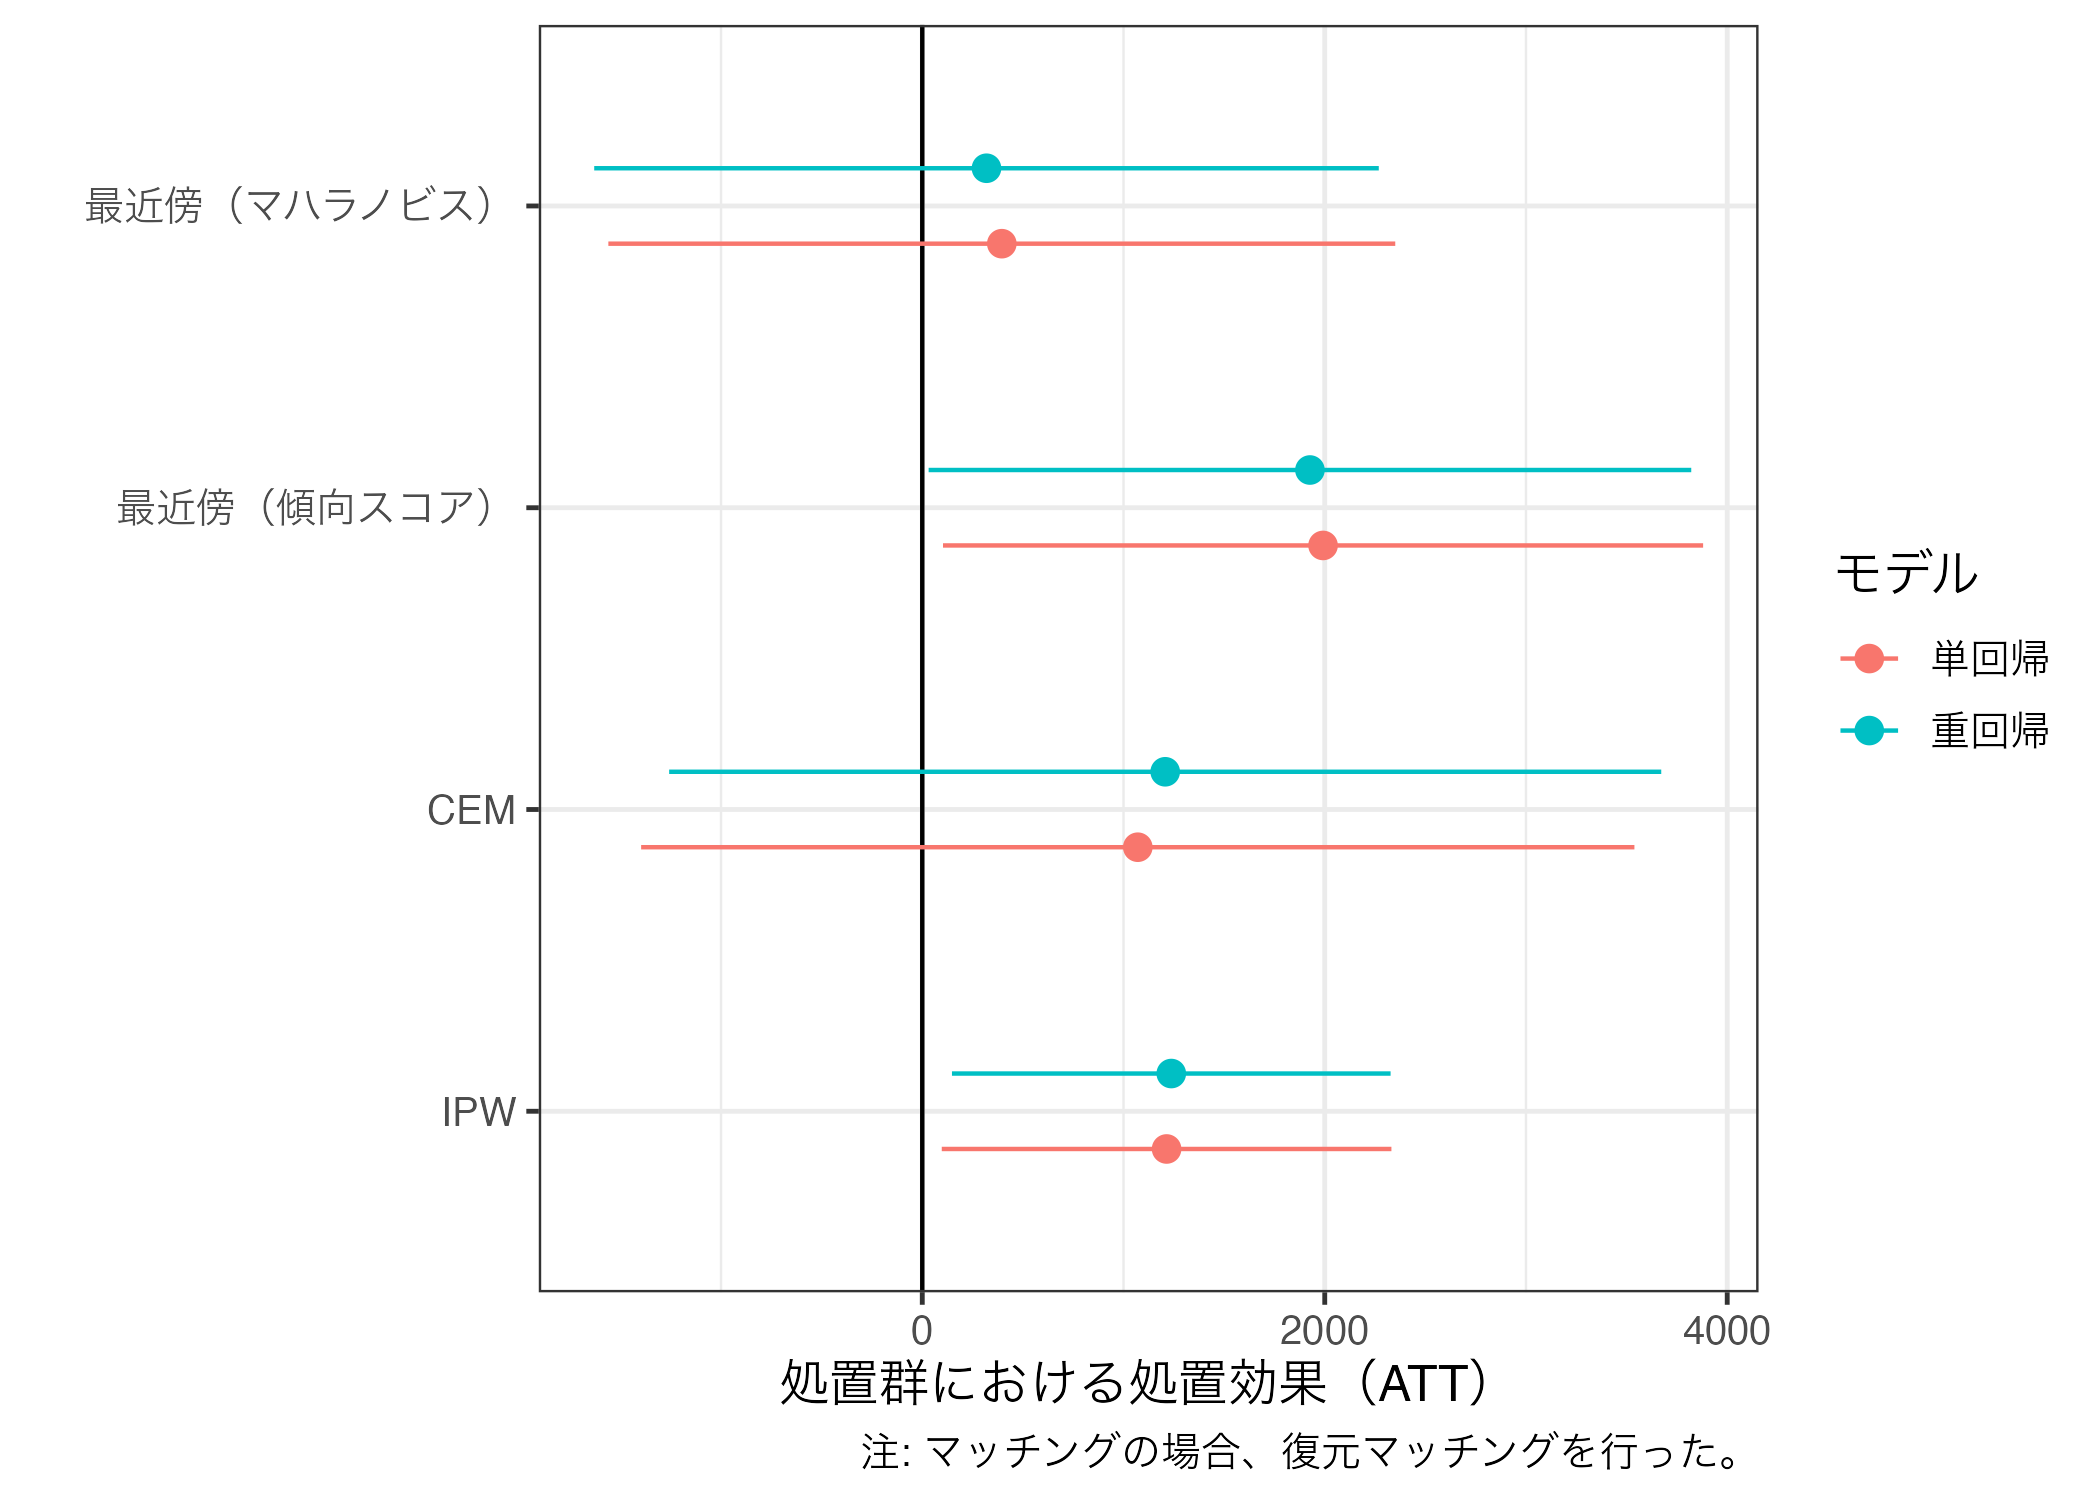 最近傍（マハラノビス）
最近傍（傾向スコア）
CEM
IPW
0 2000 4000
処置群における処置効果（ATT）
注: マッチングの場合、復元マッチングを行った。
モデル
単回帰
重回帰